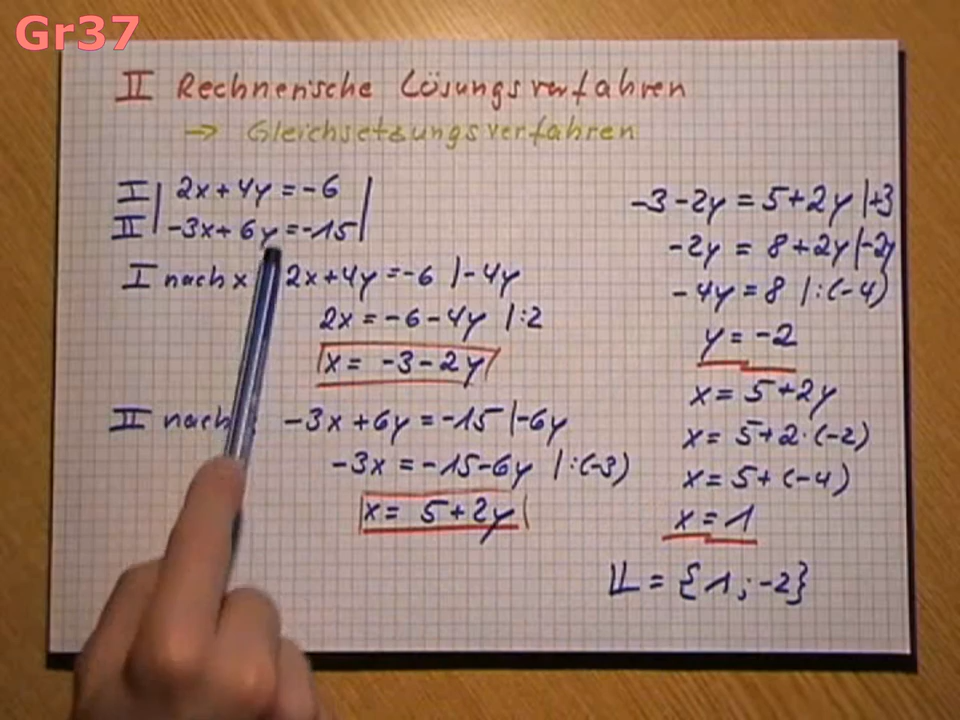 Gr37
II Rechnerische Lösungsverfahren
→ Gleichsetzungsverfahren
I | 2x+4y=-6 |
II | -3x+6y=-15 |
I nach x 2x+4y=-6 |-4y
2x=-6-4y |:2
x= -3-2y
II nach -3x+6y=-15 |-6y
-3x=-15-6y |:(-3)
x= 5+2y
-3-2y=5+2y |+3
-2y = 8+2y |-2y
-4y=8 |:(-4)
y=-2
x=5+2y
x=5+2·(-2)
x=5+(-4)
x=1
𝕃={1;-2}